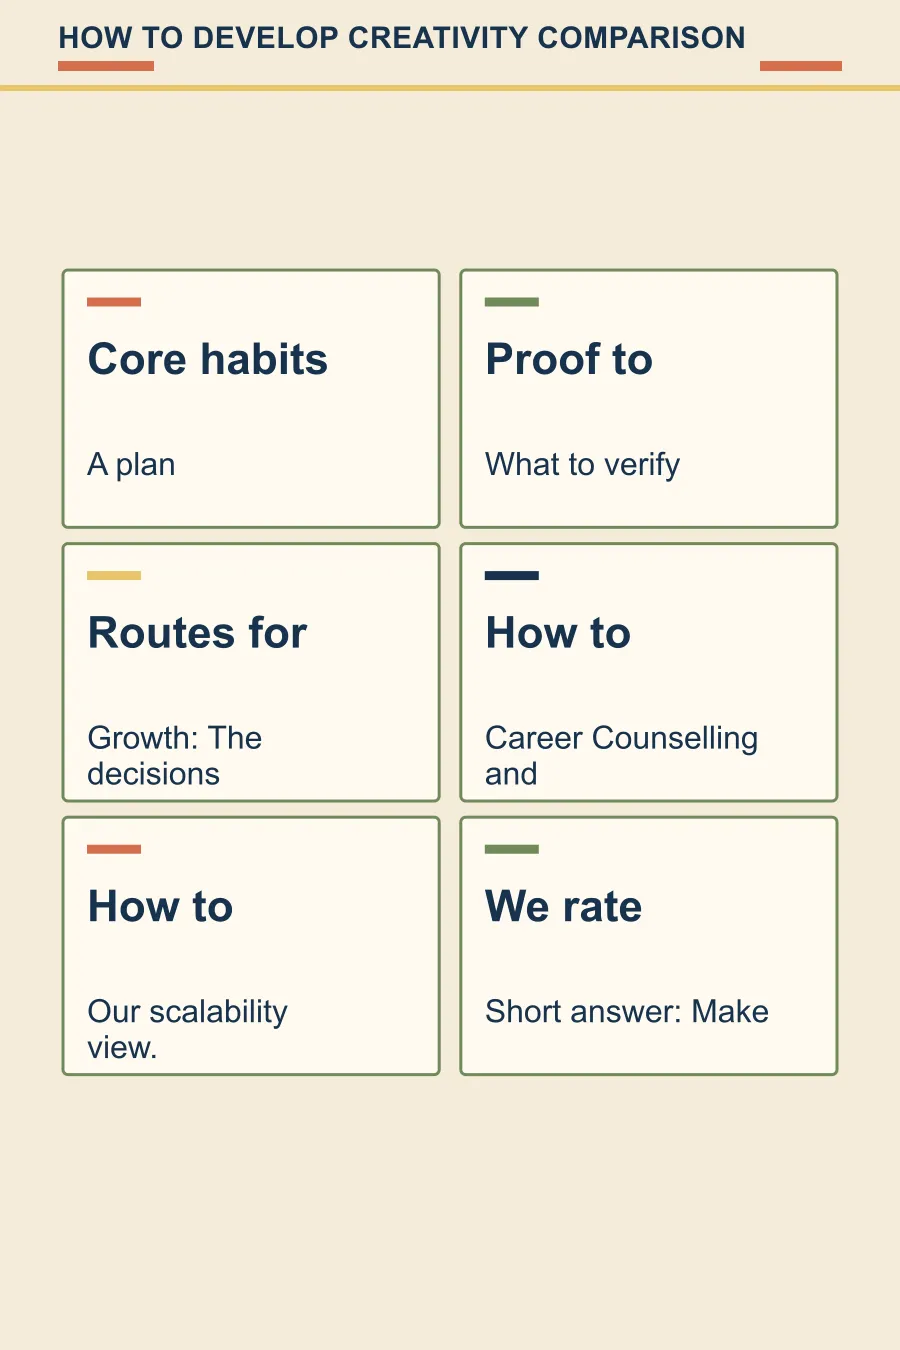 HOW TO DEVELOP CREATIVITY COMPARISON
Core habits
A plan
Proof to
What to verify
Routes for
Growth: The
decisions
How to
Career Counselling
and
How to
Our scalability
view.
We rate
Short answer: Make